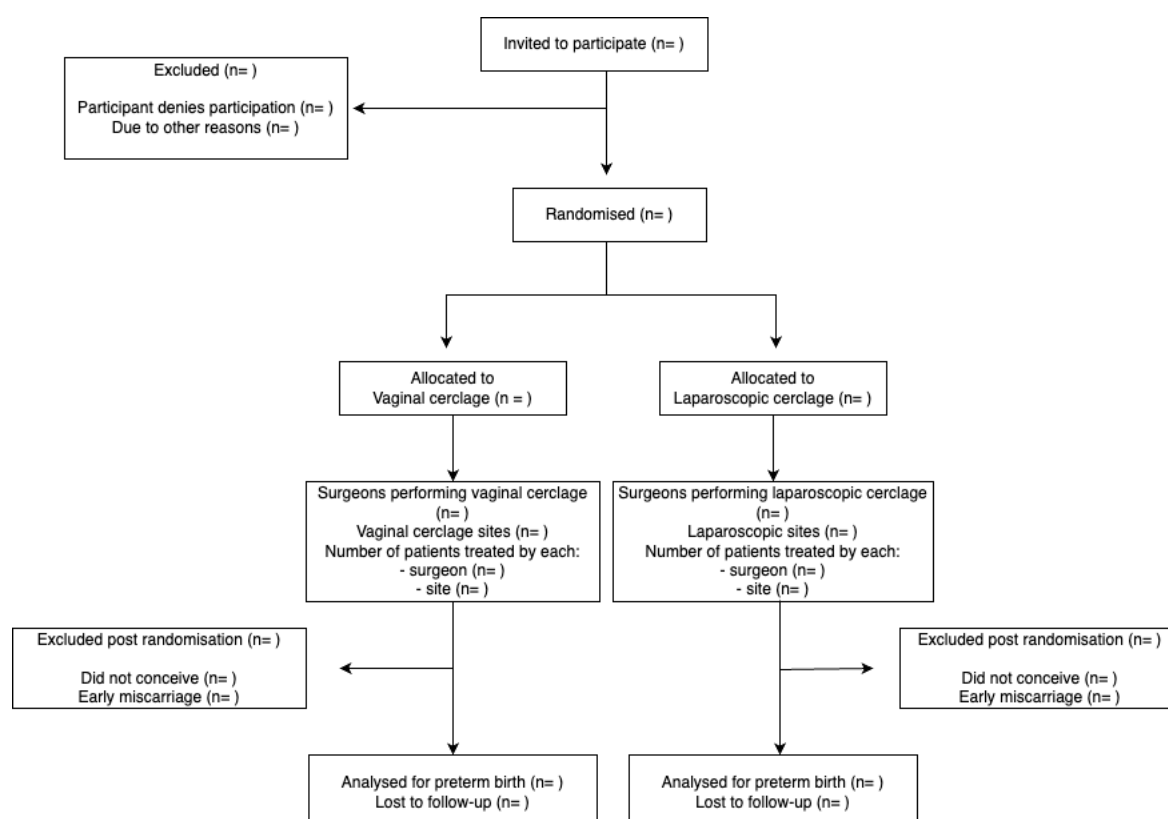 Invited to participate (n= )
Excluded (n= )
Participant denies participation (n= )
Due to other reasons (n= )
Randomised (n= )
Allocated to
Vaginal cerclage (n = )
Allocated to
Laparoscopic cerclage (n= )
Surgeons performing vaginal cerclage
(n= )
Vaginal cerclage sites (n= )
Number of patients treated by each:
- surgeon (n= )
- site (n= )
Surgeons performing laparoscopic cerclage
(n= )
Laparoscopic sites (n= )
Number of patients treated by each:
- surgeon (n= )
- site (n= )
Excluded post randomisation (n= )
Did not conceive (n= )
Early miscarriage (n= )
Excluded post randomisation (n= )
Did not conceive (n= )
Early miscarriage (n= )
Analysed for preterm birth (n= )
Lost to follow-up (n= )
Analysed for preterm birth (n= )
Lost to follow-up (n= )